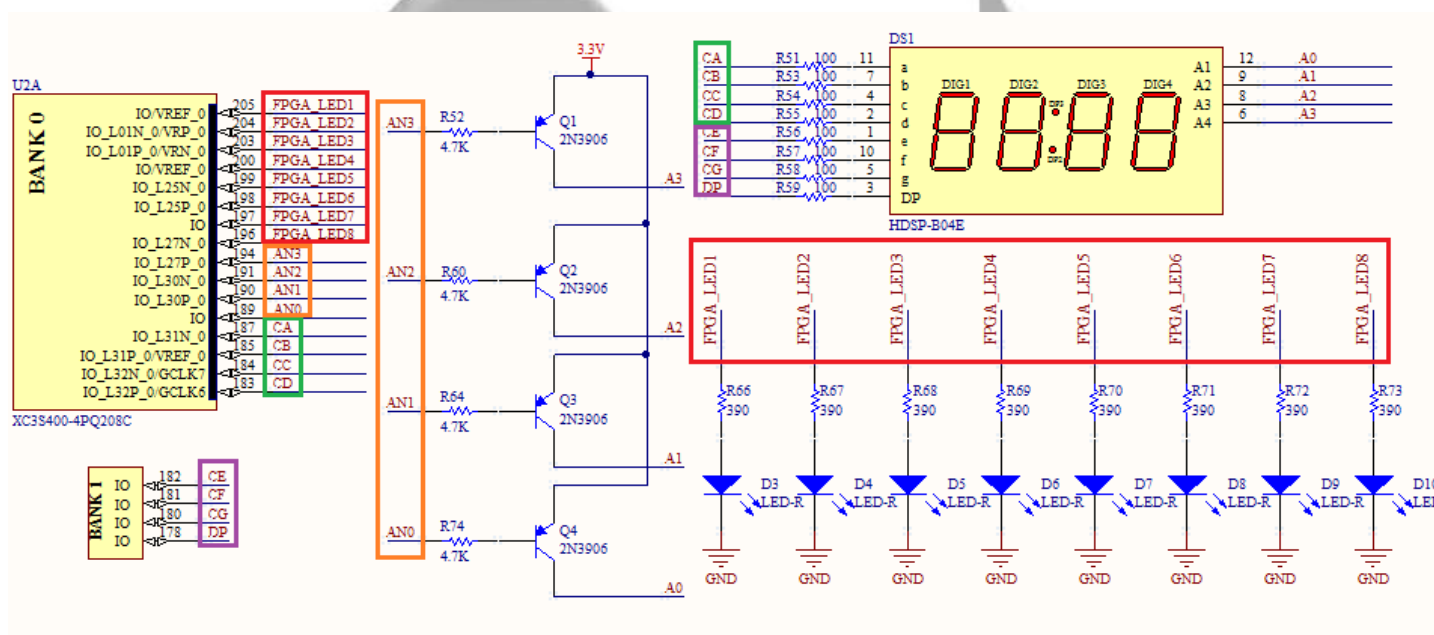 U2A
BANK 0
IO/VREF_0 205 FPGA_LED1
IO_L01N_0/VRP_0 204 FPGA_LED2
IO_L01P_0/VRN_0 203 FPGA_LED3
IO/VREF_0 200 FPGA_LED4
IO_L25N_0 199 FPGA_LED5
IO_L25P_0 198 FPGA_LED6
IO 197 FPGA_LED7
IO_L27N_0 196 FPGA_LED8
IO_L27P_0 194 AN3
IO_L30N_0 191 AN2
IO_L30P_0 190 AN1
IO 189 AN0
IO_L31N_0 187 CA
IO_L31P_0/VREF_0 185 CB
IO_L32N_0/GCLK7 184 CC
IO_L32P_0/GCLK6 183 CD
XC3S400-4PQ208C
BANK 1
IO 182 CE
IO 181 CF
IO 180 CG
IO 178 DP
3.3V
AN3 R52 4.7K Q1 2N3906 A3
AN2 R60 4.7K Q2 2N3906 A2
AN1 R64 4.7K Q3 2N3906 A1
AN0 R74 4.7K Q4 2N3906 A0
DS1
CA R51 100 11 a
CB R53 100 7 b
CC R54 100 4 c
CD R55 100 2 d
CE R56 100 1 e
CF R57 100 10 f
CG R58 100 5 g
DP R59 100 3 DP
DIG1 DIG2 DIG3 DIG4
A1 12 A0
A2 9 A1
A3 8 A2
A4 6 A3
HDSP-B04E
FPGA_LED1 FPGA_LED2 FPGA_LED3 FPGA_LED4 FPGA_LED5 FPGA_LED6 FPGA_LED7 FPGA_LED8
R66 R67 R68 R69 R70 R71 R72 R73
390 390 390 390 390 390 390 390
D3 D4 D5 D6 D7 D8 D9 D10
LED-R LED-R LED-R LED-R LED-R LED-R LED-R
GND GND GND GND GND GND GND GND